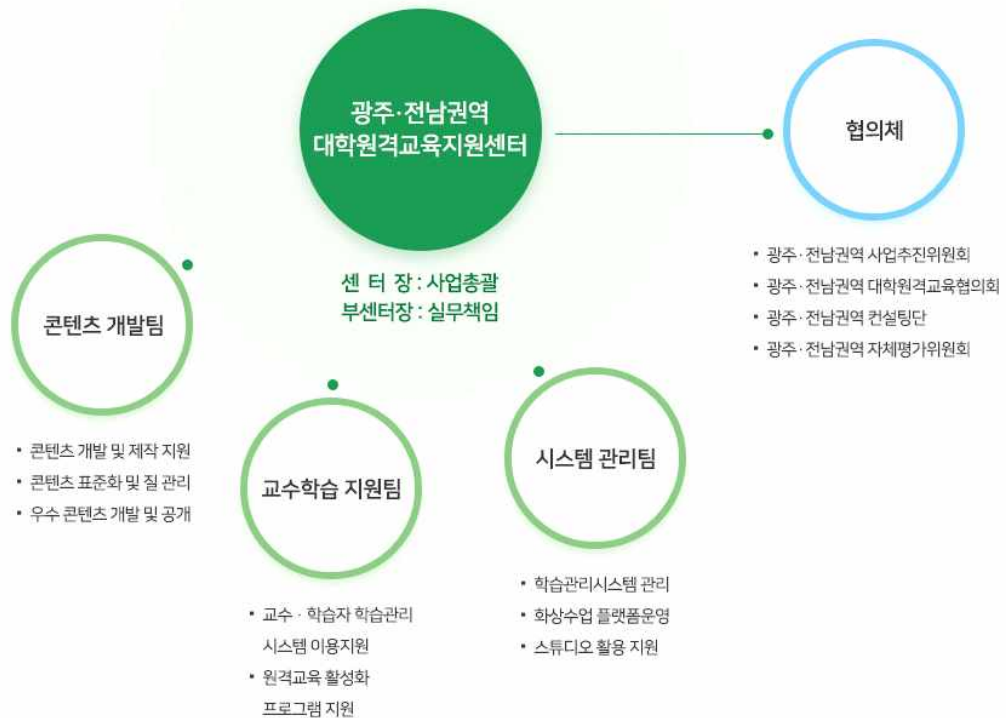 광주·전남권역
대학원격교육지원센터
센 터 장 : 사업총괄
부센터장 : 실무책임
협의체
• 광주·전남권역 사업추진위원회
• 광주·전남권역 대학원격교육협의회
• 광주·전남권역 컨설팅단
• 광주·전남권역 자체평가위원회
콘텐츠 개발팀
• 콘텐츠 개발 및 제작 지원
• 콘텐츠 표준화 및 질 관리
• 우수 콘텐츠 개발 및 공개
교수학습 지원팀
• 교수 · 학습자 학습관리
시스템 이용지원
• 원격교육 활성화
프로그램 지원
시스템 관리팀
• 학습관리시스템 관리
• 화상수업 플랫폼운영
• 스튜디오 활용 지원